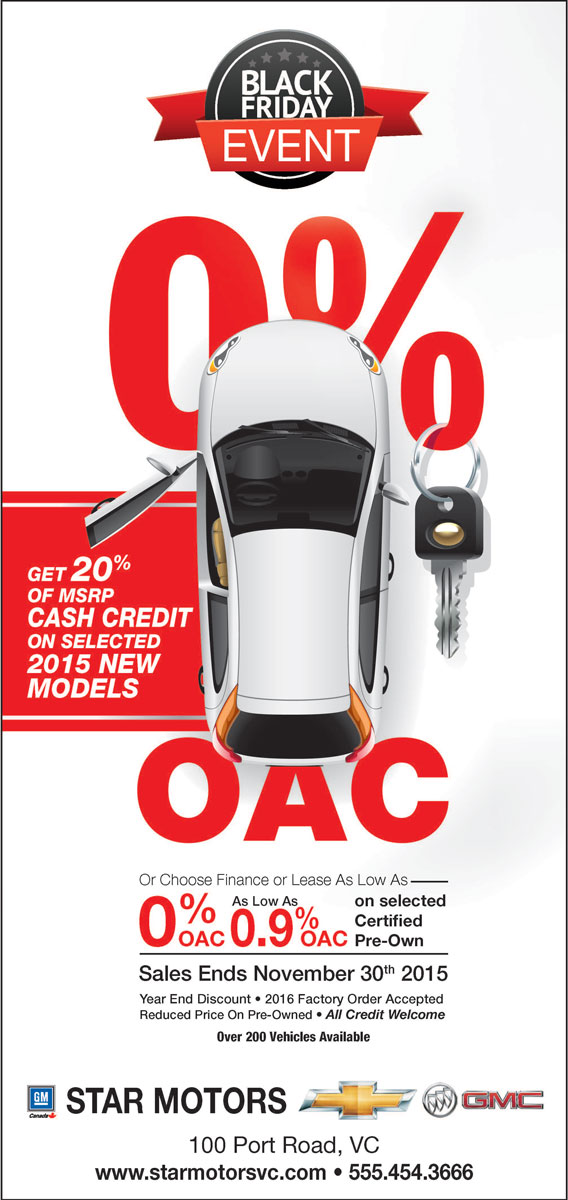 BLACK
FRIDAY
EVENT
0%
GET 20%
OF MSRP
CASH CREDIT
ON SELECTED
2015 NEW
MODELS
OAC
Or Choose Finance or Lease As Low As
0% OAC As Low As 0.9% OAC
on selected
Certified
Pre-Own
Sales Ends November 30th 2015
Year End Discount • 2016 Factory Order Accepted
Reduced Price On Pre-Owned • All Credit Welcome
Over 200 Vehicles Available
GM
Canada
STAR MOTORS
GMC
100 Port Road, VC
www.starmotorsvc.com • 555.454.3666